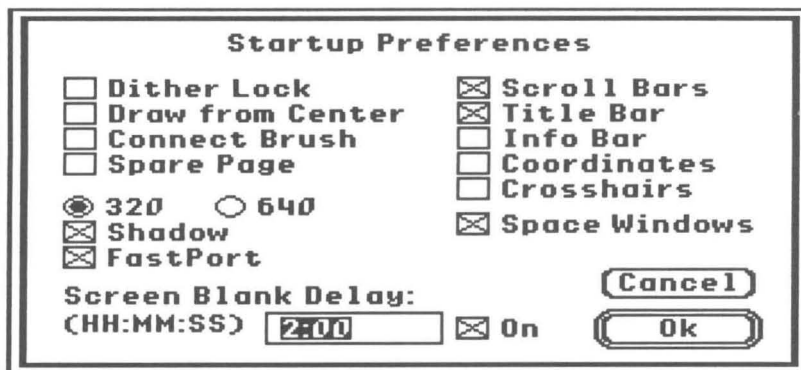 Startup Preferences
Dither Lock
Draw from Center
Connect Brush
Spare Page
320 640
Shadow
FastPort
Scroll Bars
Title Bar
Info Bar
Coordinates
Crosshairs
Space Windows
Screen Blank Delay:
(HH:MM:SS) 2:00 On
Cancel
Ok